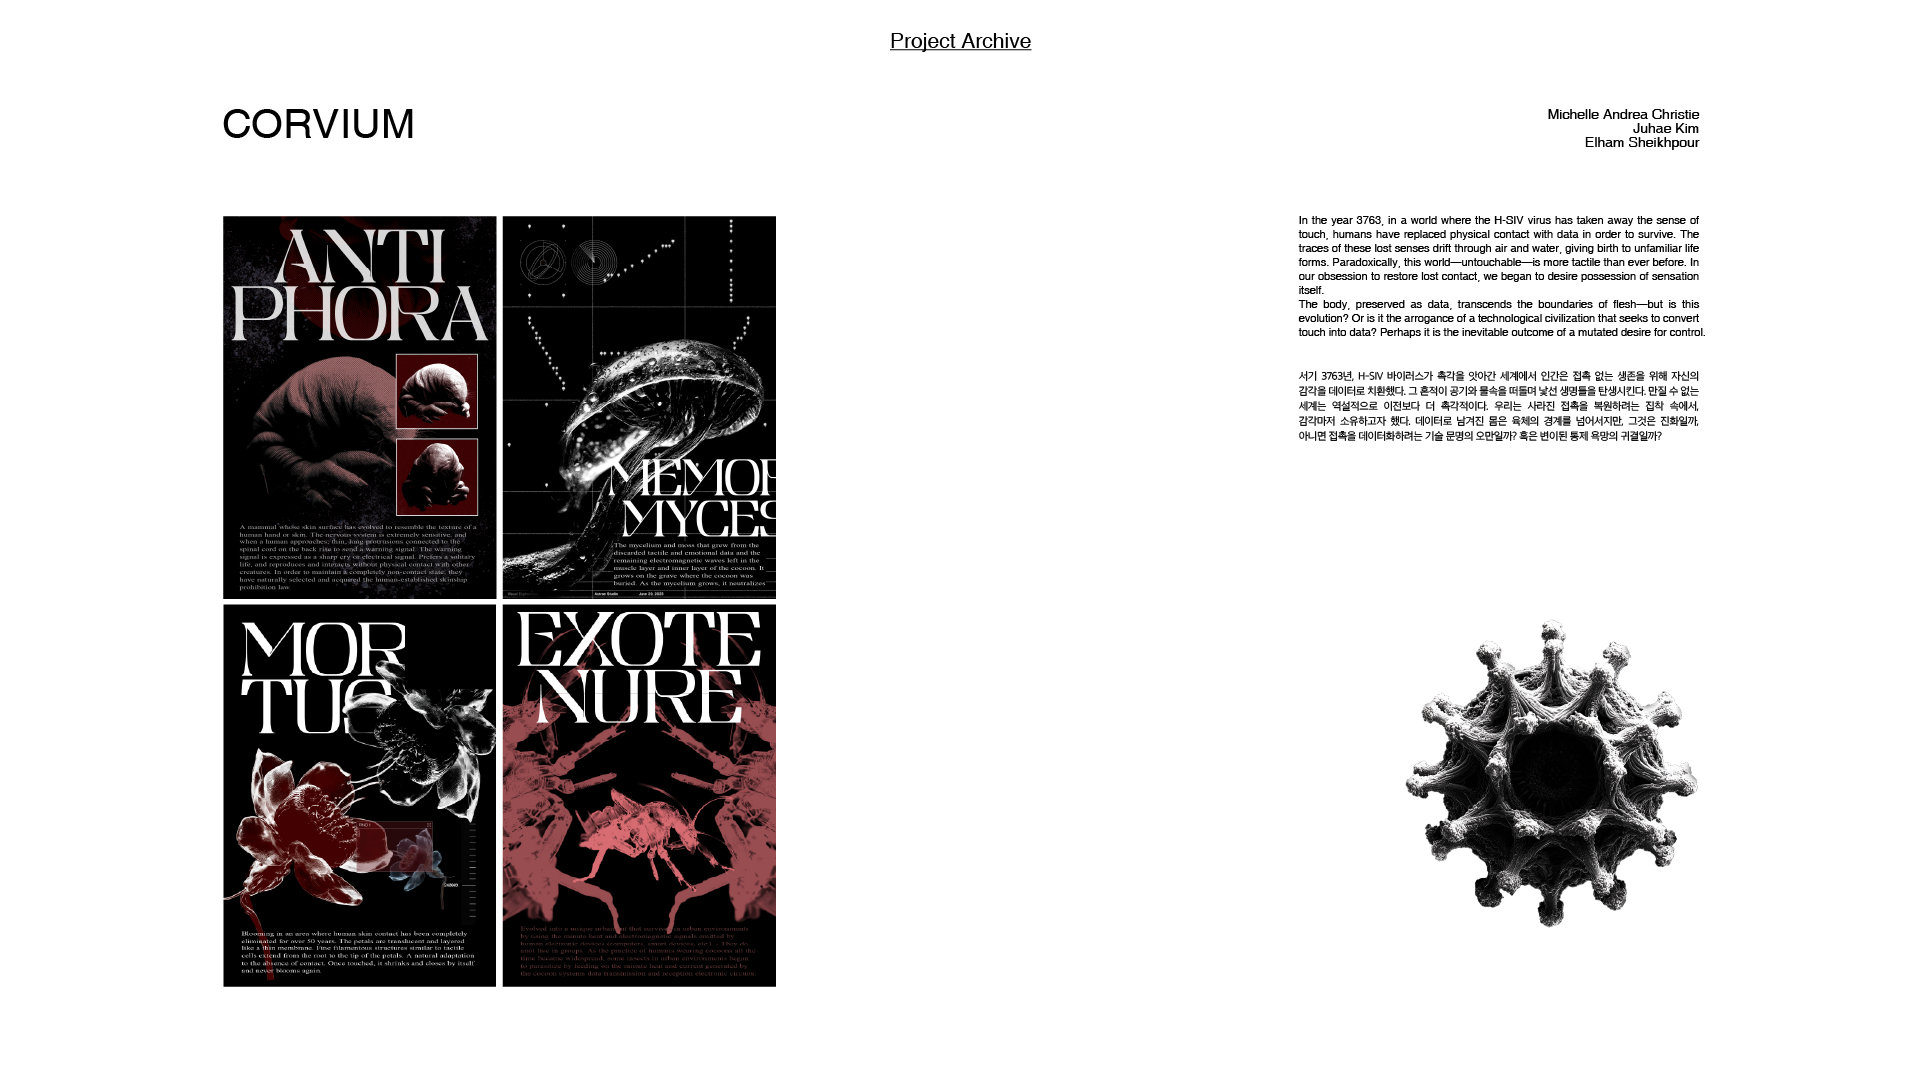 Project Archive
CORVIUM
Michelle Andrea Christie
Juhae Kim
Elham Sheikhpour
In the year 3763, in a world where the H-SIV virus has taken away the sense of
touch, humans have replaced physical contact with data in order to survive. The
traces of these lost senses drift through air and water, giving birth to unfamiliar life
forms. Paradoxically, this world—untouchable—is more tactile than ever before. In
our obsession to restore lost contact, we began to desire possession of sensation
itself.
The body, preserved as data, transcends the boundaries of flesh—but is this
evolution? Or is it the arrogance of a technological civilization that seeks to convert
touch into data? Perhaps it is the inevitable outcome of a mutated desire for control.
서기 3763년, H-SIV 바이러스가 촉각을 앗아간 세계에서 인간은 접촉 없는 생존을 위해 자신의
감각을 데이터로 치환했다. 그 흔적이 공기와 물속을 떠돌며 낯선 생명들을 탄생시킨다. 만질 수 없는
세계는 역설적으로 이전보다 더 촉각적이다. 우리는 사라진 접촉을 복원하려는 집착 속에서,
감각마저 소유하고자 했다. 데이터로 남겨진 몸은 육체의 경계를 넘어서지만, 그것은 진화일까,
아니면 접촉을 데이터화하려는 기술 문명의 오만일까? 혹은 변이된 통제 욕망의 귀결일까?
ANTI
PHORA
A mammal whose skin surface has evolved to resemble the texture of a
human hand or skin. The nervous system is extremely sensitive, and
when a human approaches, thin, long protrusions connected to the
spinal cord on the back rise to send a warning signal. The warning
signal is expressed as a sharp cry or electrical signal. Prefers a solitary
life, and reproduces and interacts without physical contact with other
creatures. In order to maintain a completely non-contact state, they
have naturally selected and acquired the human-established skinship
prohibition law.
MEMOR
MYCES
The mycelium and moss that grew from the
discarded tactile and emotional data and the
remaining electromagnetic waves left in the
muscle layer and inner layer of the cocoon. It
grows on the grave where the cocoon was
buried. As the mycelium grows, it neutralizes
MOR
TUS
Blooming in an area where human skin contact has been completely
eliminated for over 50 years. The petals are translucent and layered
like a thin membrane. Fine filamentous structures similar to tactile
cells extend from the root to the tip of the petals. A natural adaptation
to the absence of contact. Once touched, it shrinks and closes by itself
and never blooms again.
EXOTE
NURE
Evolved into a unique urban that survives in urban environments
by using the minute heat and electromagnetic signals emitted by
human electronic devices (computers, smart devices, etc.). - They do
not live in groups. As the practice of humans wearing cocoons all the
time became widespread, some insects in urban environments began
to parasitize by feeding on the minute heat and current generated by
the cocoon systems data transmission and reception electronic circuits.